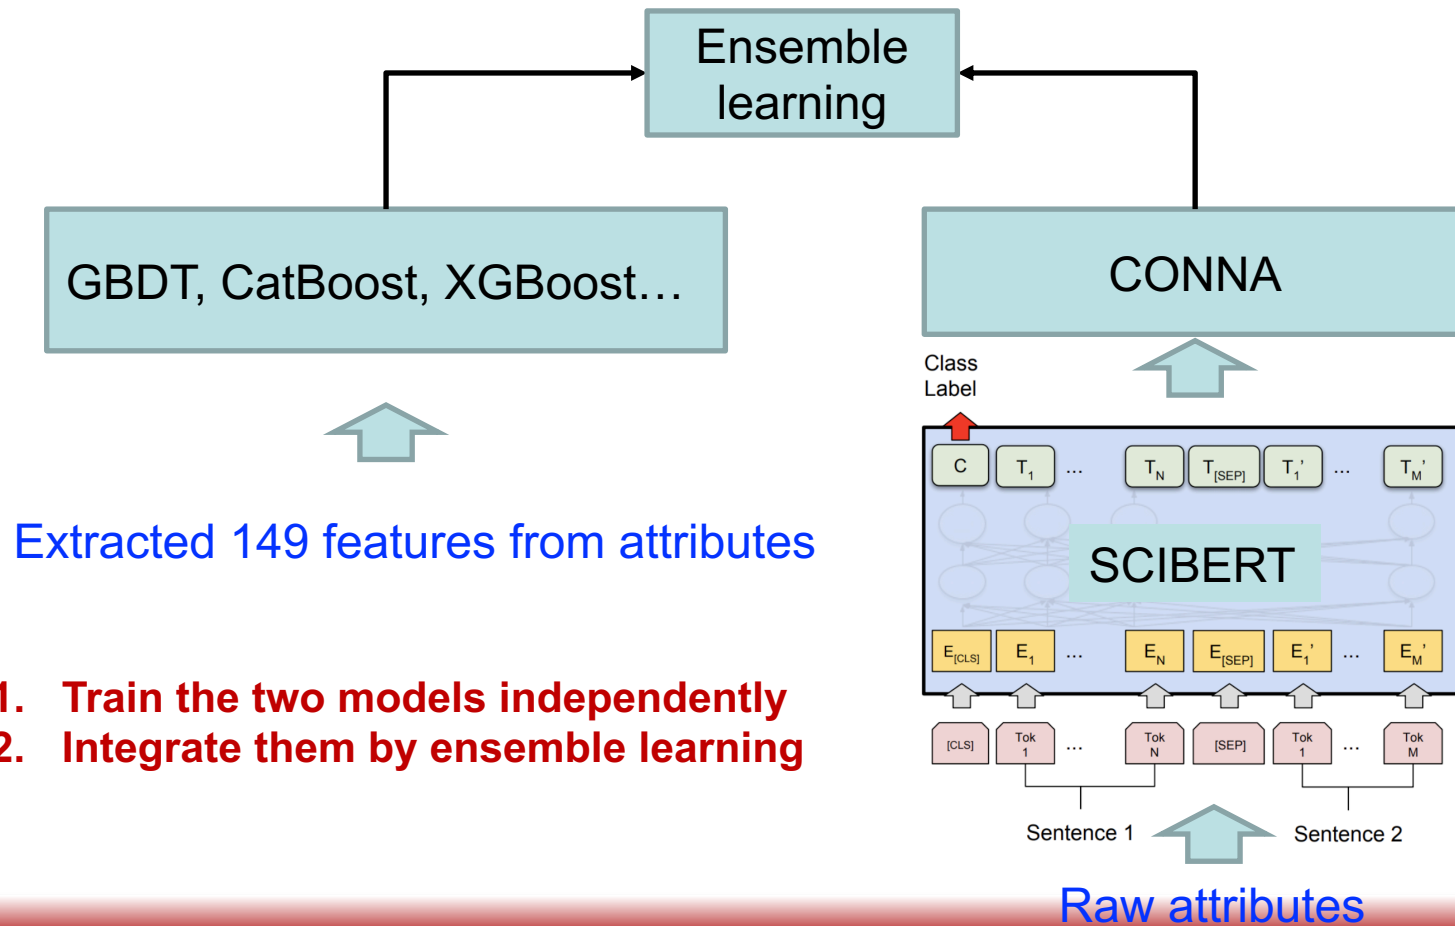 Ensemble
learning
GBDT, CatBoost, XGBoost…
CONNA
Class
Label
C T1 ... TN T[SEP] T1’ ... TM’
SCIBERT
E[CLS] E1 ... EN E[SEP] E1’ ... EM’
[CLS] Tok 1 ... Tok N [SEP] Tok 1 ... Tok M
Sentence 1 Sentence 2
Raw attributes
Extracted 149 features from attributes
1. Train the two models independently
2. Integrate them by ensemble learning